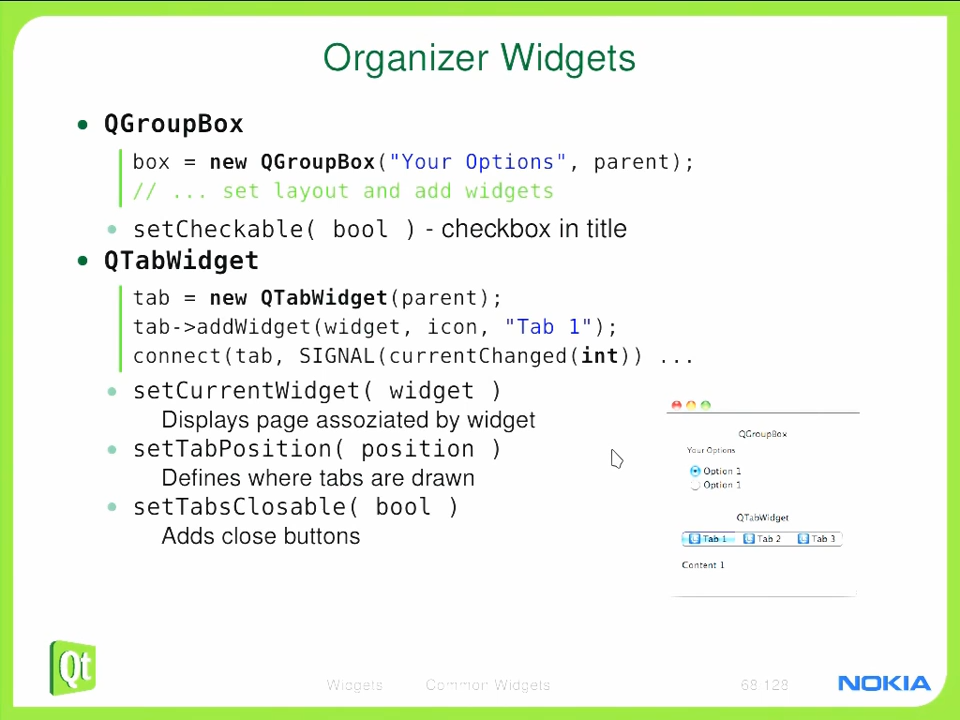 Organizer Widgets
• QGroupBox
box = new QGroupBox("Your Options", parent);
// ... set layout and add widgets
• setCheckable( bool ) - checkbox in title
• QTabWidget
tab = new QTabWidget(parent);
tab->addWidget(widget, icon, "Tab 1");
connect(tab, SIGNAL(currentChanged(int)) ...
• setCurrentWidget( widget )
Displays page assoziated by widget
• setTabPosition( position )
Defines where tabs are drawn
• setTabsClosable( bool )
Adds close buttons
QGroupBox
Your Options
Option 1
Option 1
QTabWidget
Tab 1 Tab 2 Tab 3
Content 1
Qt
Widgets Common Widgets 68 128
NOKIA